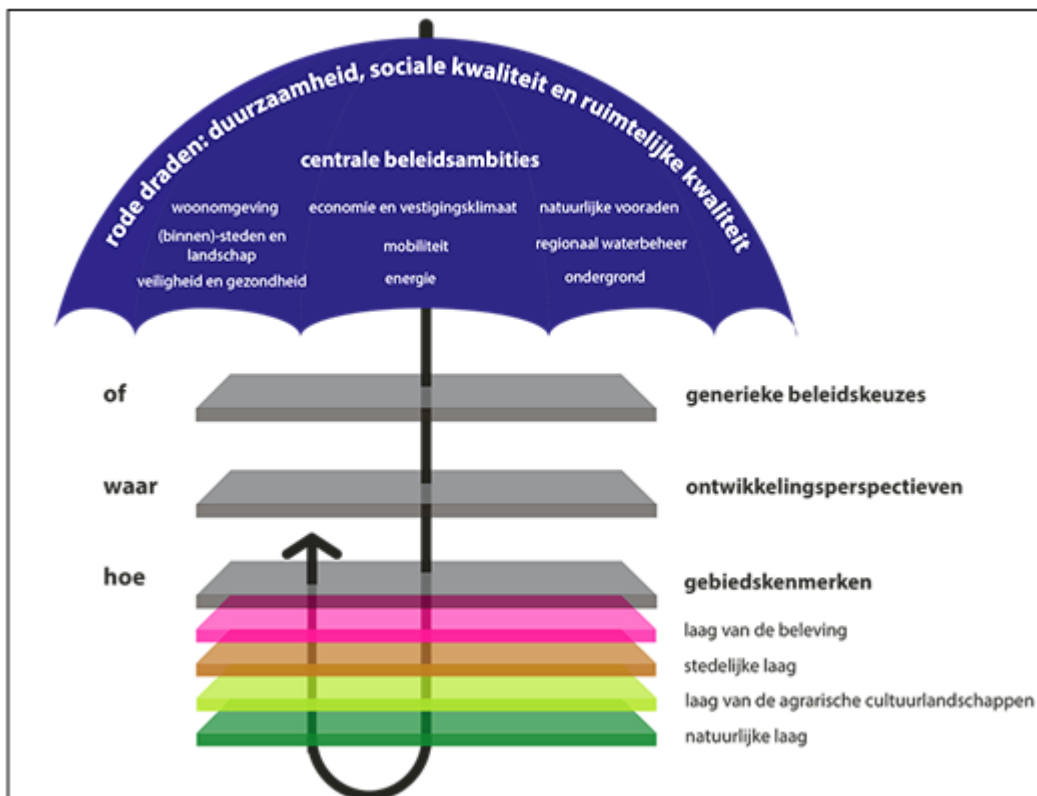 rode draden: duurzaamheid, sociale kwaliteit en ruimtelijke kwaliteit
centrale beleidsambities
woonomgeving
economie en vestigingsklimaat
natuurlijke vooraden
(binnen)-steden en
landschap
mobiliteit
regionaal waterbeheer
veiligheid en gezondheid
energie
ondergrond
of
generieke beleidskeuzes
waar
ontwikkelingsperspectieven
hoe
gebiedskenmerken
laag van de beleving
stedelijke laag
laag van de agrarische cultuurlandschappen
natuurlijke laag